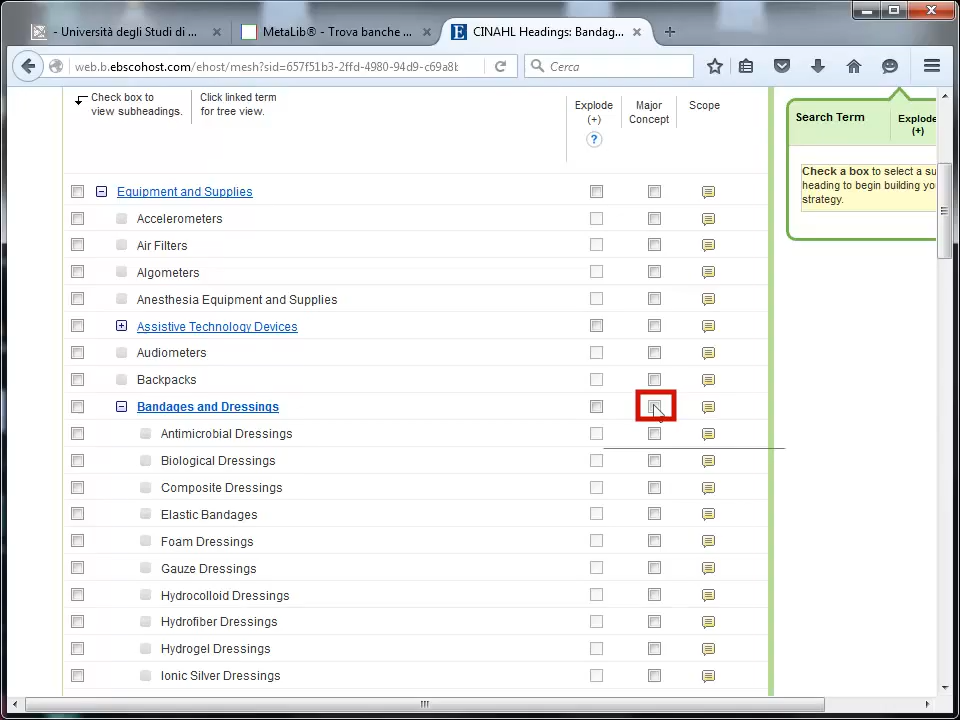 - Università degli Studi di ...
MetaLib® - Trova banche ...
CINAHL Headings: Bandag...
web.b.ebscohost.com/ehost/mesh?sid=657f51b3-2ffd-4980-94d9-c69a8b
Cerca
Check box to view subheadings.
Click linked term for tree view.
Explode (+)
?
Major Concept
Scope
Search Term
Explode (+)
Check a box to select a su
heading to begin building yo
strategy.
Equipment and Supplies
Accelerometers
Air Filters
Algometers
Anesthesia Equipment and Supplies
Assistive Technology Devices
Audiometers
Backpacks
Bandages and Dressings
Antimicrobial Dressings
Biological Dressings
Composite Dressings
Elastic Bandages
Foam Dressings
Gauze Dressings
Hydrocolloid Dressings
Hydrofiber Dressings
Hydrogel Dressings
Ionic Silver Dressings